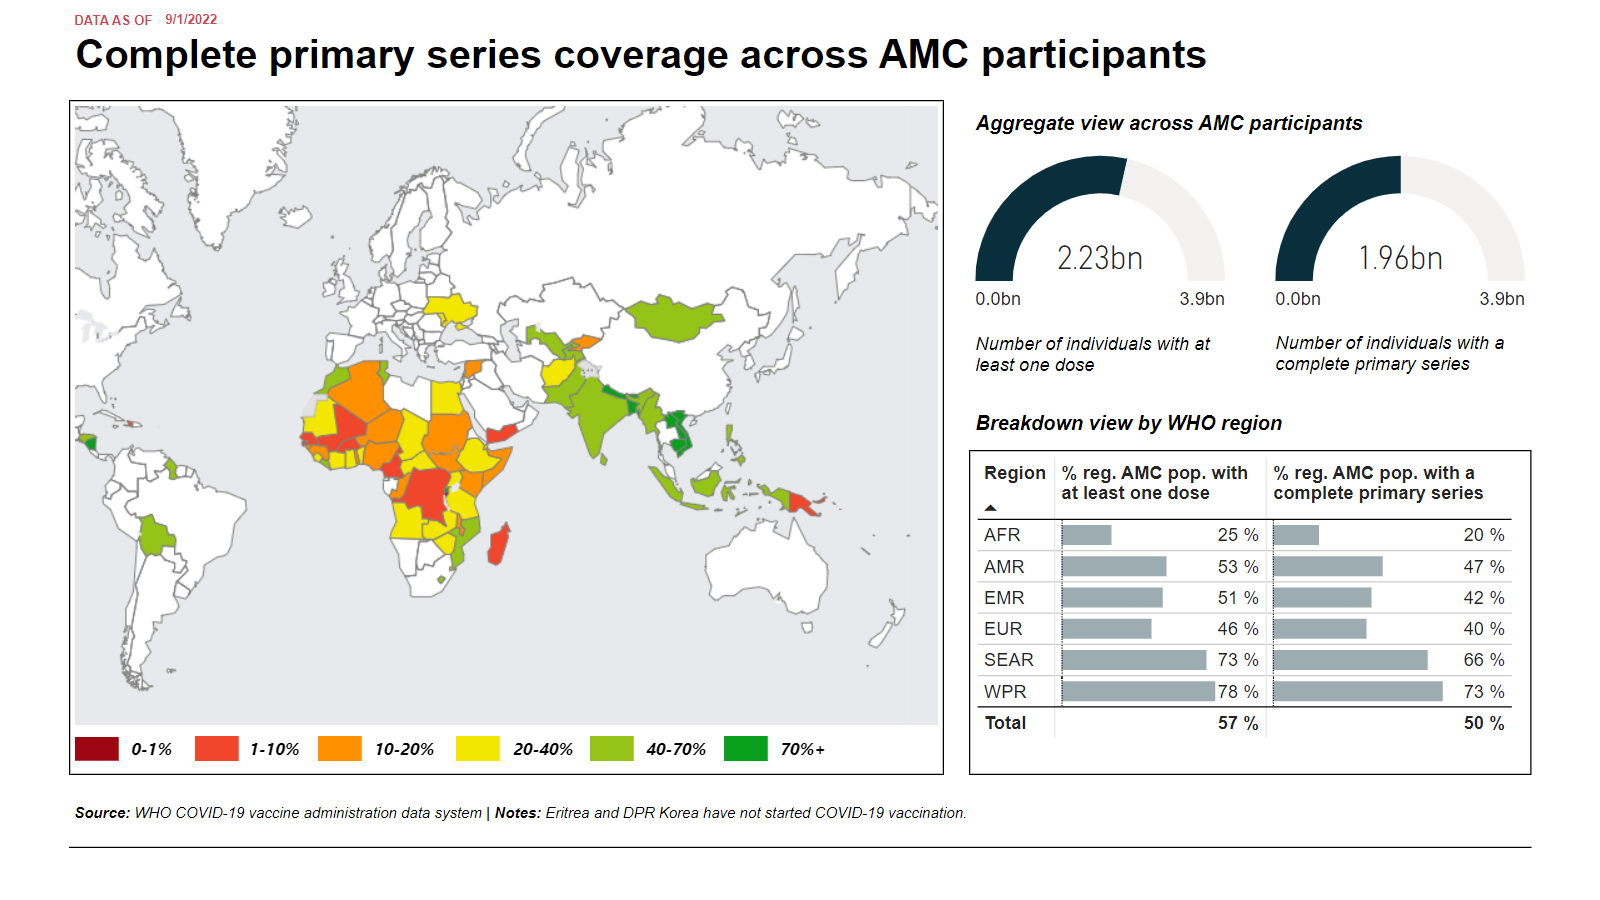 DATA AS OF 9/1/2022
Complete primary series coverage across AMC participants
0-1% 1-10% 10-20% 20-40% 40-70% 70%+
Aggregate view across AMC participants
2.23bn 1.96bn
0.0bn 3.9bn 0.0bn 3.9bn
Number of individuals with at
least one dose
Number of individuals with a
complete primary series
Breakdown view by WHO region
Region % reg. AMC pop. with
at least one dose
% reg. AMC pop. with a
complete primary series
AFR 25 % 20 %
AMR 53 % 47 %
EMR 51 % 42 %
EUR 46 % 40 %
SEAR 73 % 66 %
WPR 78 % 73 %
Total 57 % 50 %
Source: WHO COVID-19 vaccine administration data system | Notes: Eritrea and DPR Korea have not started COVID-19 vaccination.